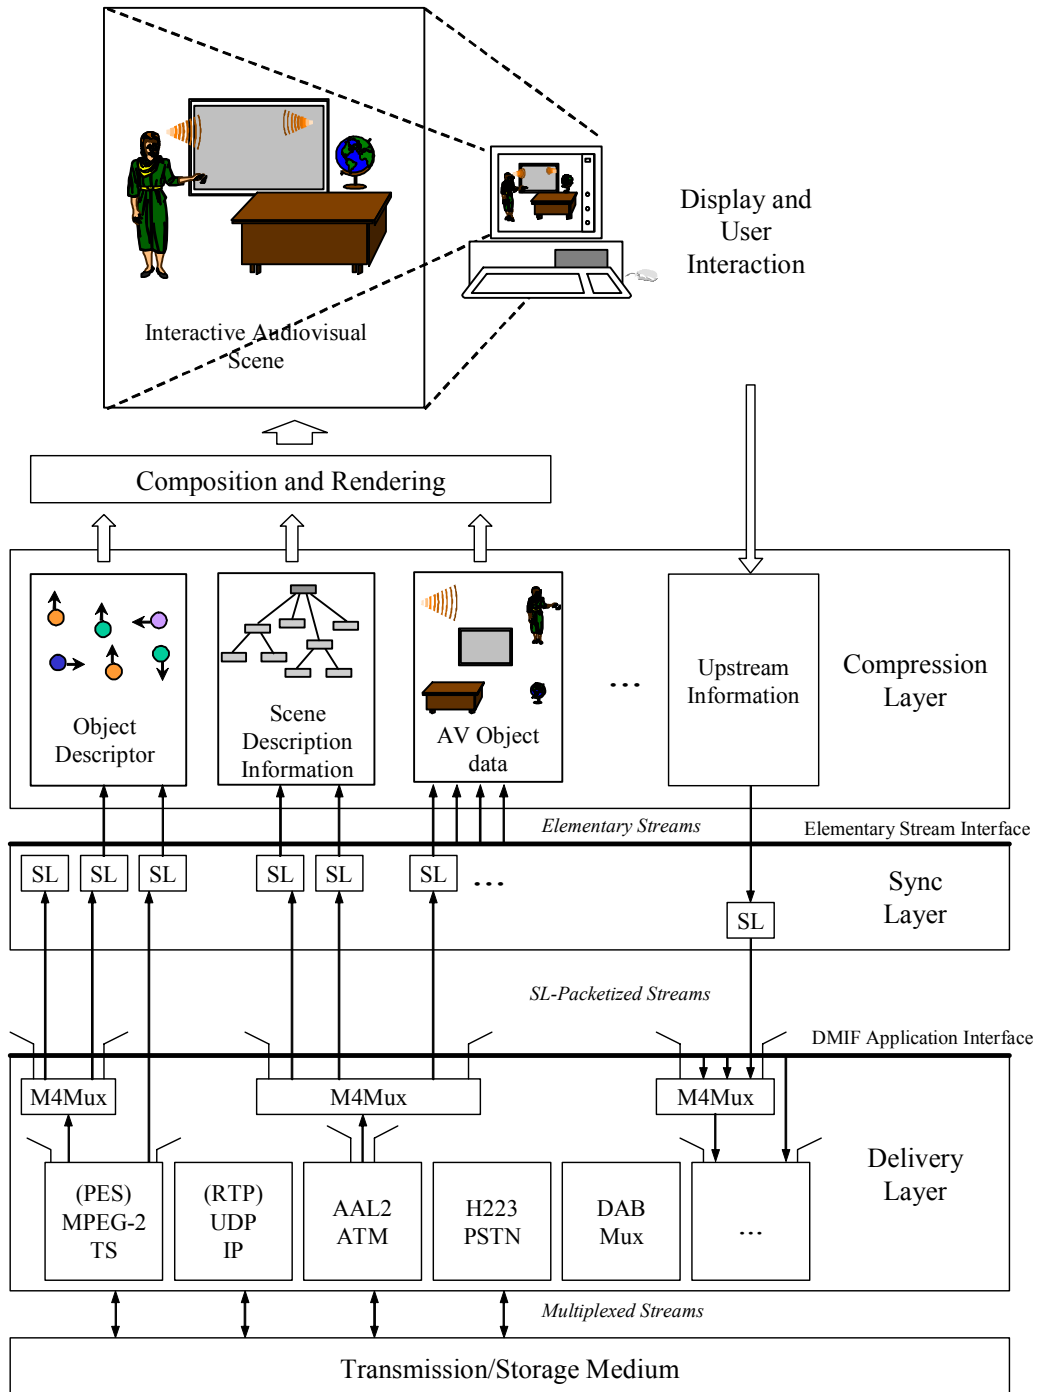 Display and
User
Interaction
Interactive Audiovisual
Scene
Composition and Rendering
Object
Descriptor
Scene
Description
Information
AV Object
data
...
Upstream
Information
Compression
Layer
Elementary Streams
Elementary Stream Interface
SL
SL
SL
SL
SL
SL
...
SL
Sync
Layer
SL-Packetized Streams
DMIF Application Interface
M4Mux
M4Mux
M4Mux
(PES)
MPEG-2
TS
(RTP)
UDP
IP
AAL2
ATM
H223
PSTN
DAB
Mux
...
Delivery
Layer
Multiplexed Streams
Transmission/Storage Medium